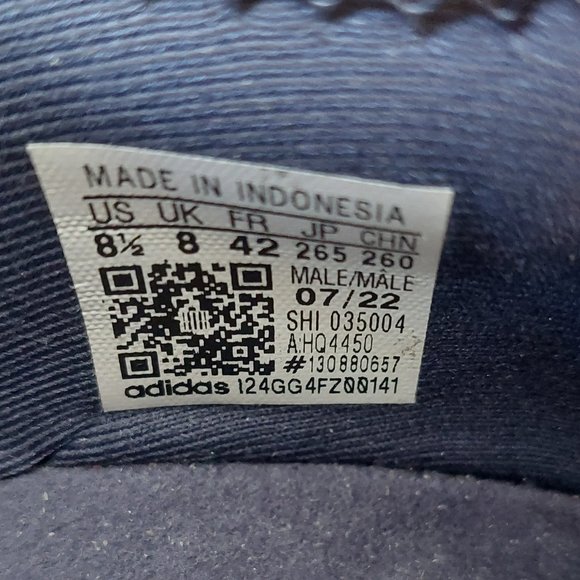 MADE IN INDONESIA
US UK FR JP CHN
8½ 8 42 265 260
MALE/MÂLE
07/22
SHI 035004
A:HQ4450
#130880657
adidas I24GG4FZ00141